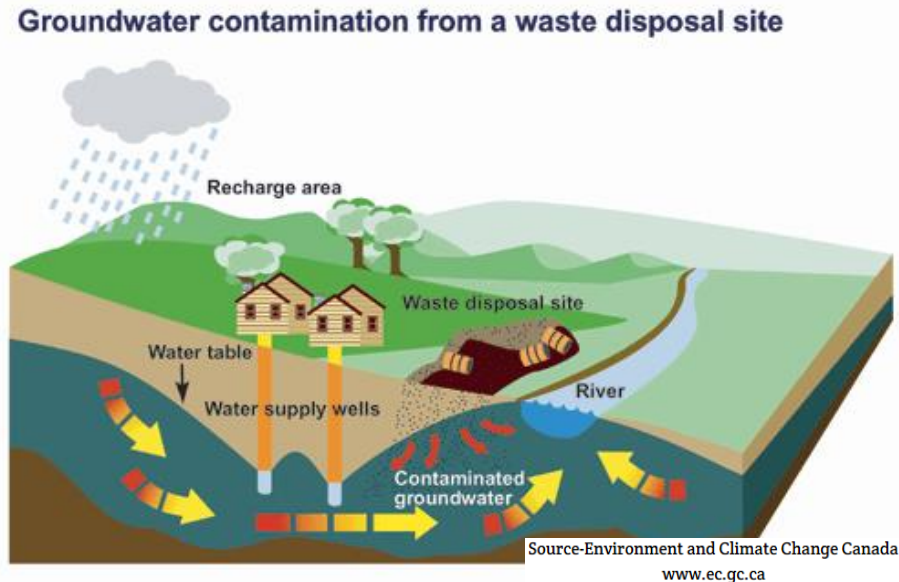 Groundwater contamination from a waste disposal site
Recharge area
Waste disposal site
Water table
River
Water supply wells
Contaminated
groundwater
Source-Environment and Climate Change Canada
www.ec.gc.ca